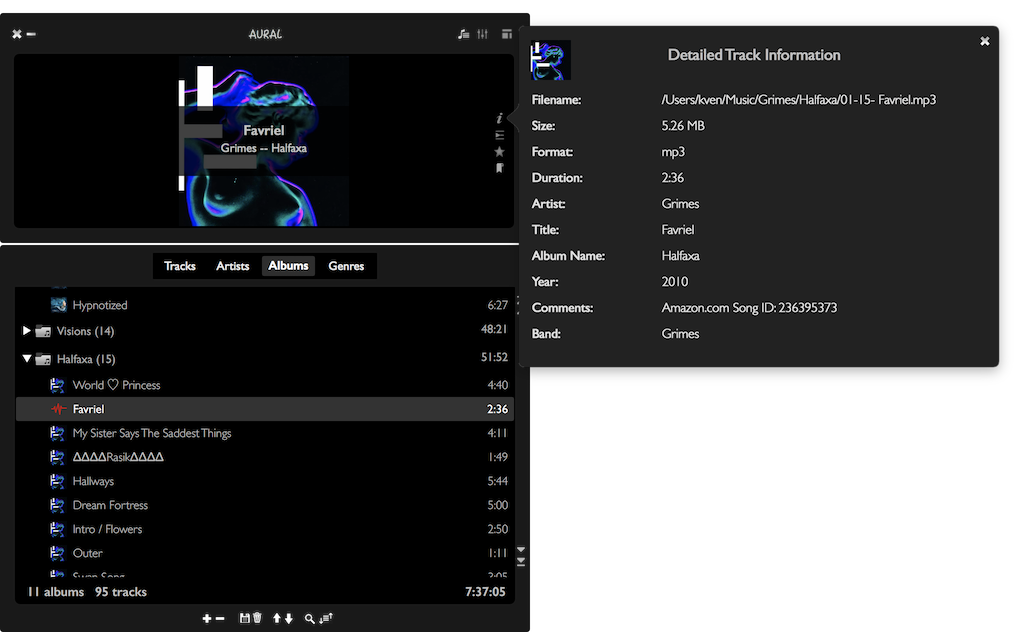 AURAL
Favriel
Grimes -- Halfaxa
Tracks Artists Albums Genres
Hypnotized 6:27
Visions (14) 48:21
Halfaxa (15) 51:52
World ♡ Princess 4:40
Favriel 2:36
My Sister Says The Saddest Things 4:11
ΔΔΔΔRasikΔΔΔΔ 1:49
Hallways 5:44
Dream Fortress 5:00
Intro / Flowers 2:50
Outer 1:11
Swan Song 3:05
11 albums 95 tracks 7:37:05
Detailed Track Information
Filename: /Users/kven/Music/Grimes/Halfaxa/01-15- Favriel.mp3
Size: 5.26 MB
Format: mp3
Duration: 2:36
Artist: Grimes
Title: Favriel
Album Name: Halfaxa
Year: 2010
Comments: Amazon.com Song ID: 236395373
Band: Grimes